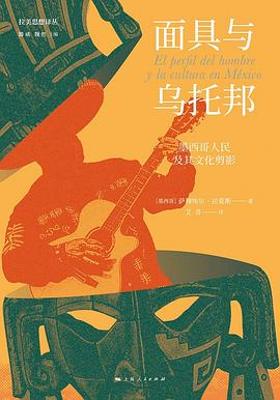 拉美思想译丛
主编
面具与
El perfil del hombre
y la cultura en México
乌托邦
墨西哥人民
及其文化剪影
[墨西哥] 萨穆埃尔·拉莫斯——著
译
上海人民出版社